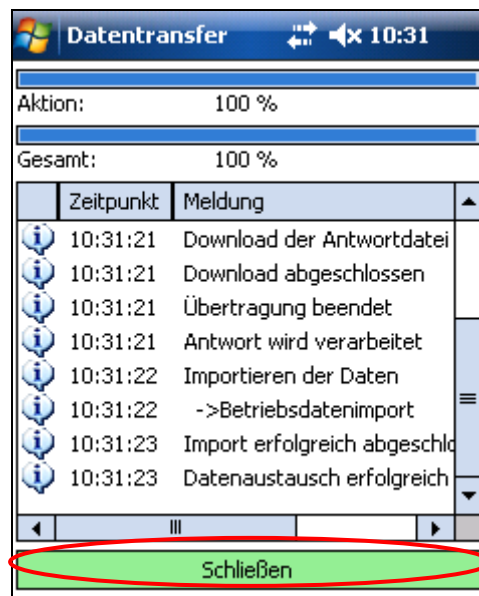 Datentransfer 10:31
Aktion: 100 %
Gesamt: 100 %
Zeitpunkt Meldung
10:31:21 Download der Antwortdatei
10:31:21 Download abgeschlossen
10:31:21 Übertragung beendet
10:31:21 Antwort wird verarbeitet
10:31:22 Importieren der Daten
10:31:22 ->Betriebsdatenimport
10:31:23 Import erfolgreich abgeschlo
10:31:23 Datenaustausch erfolgreich
Schließen